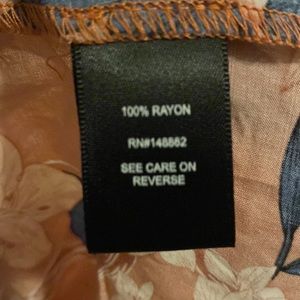 100% RAYON
RN#148862
SEE CARE ON
REVERSE